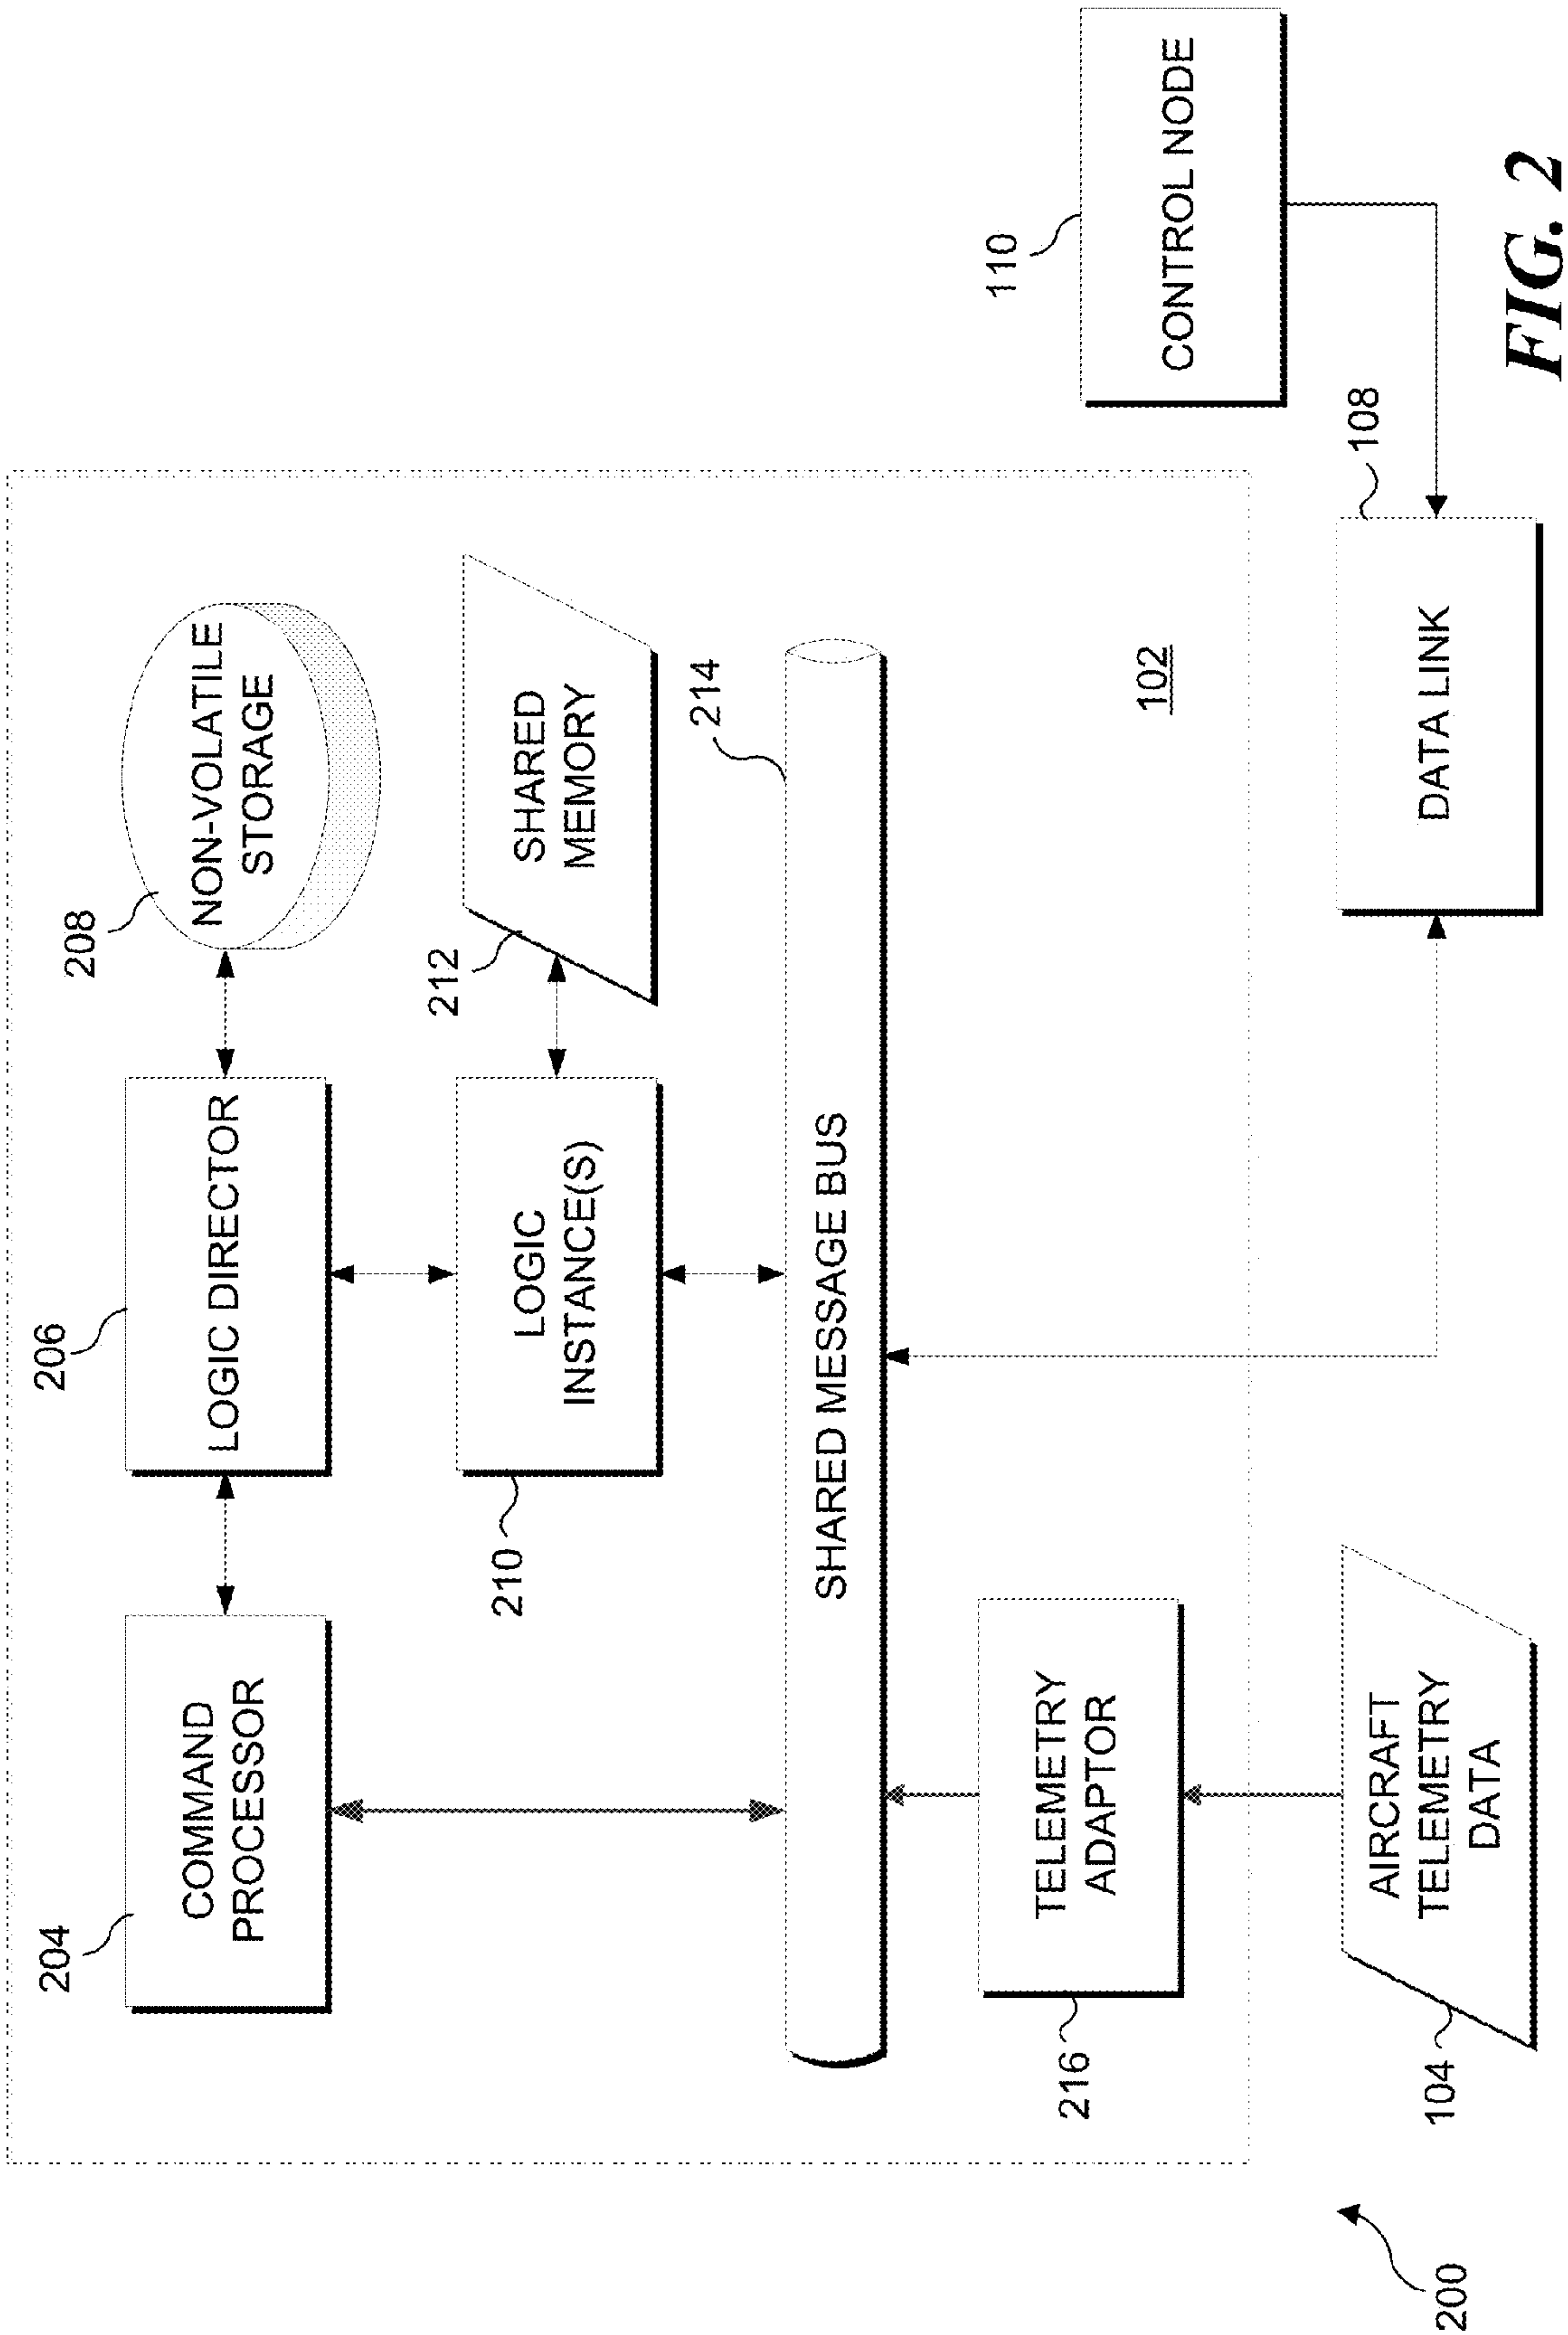 204
COMMAND
PROCESSOR
206
LOGIC DIRECTOR
208
NON-VOLATILE
STORAGE
210
LOGIC
INSTANCE(S)
212
SHARED
MEMORY
214
SHARED MESSAGE BUS
216
TELEMETRY
ADAPTOR
102
110
CONTROL NODE
104
AIRCRAFT
TELEMETRY
DATA
108
DATA LINK
200
FIG. 2